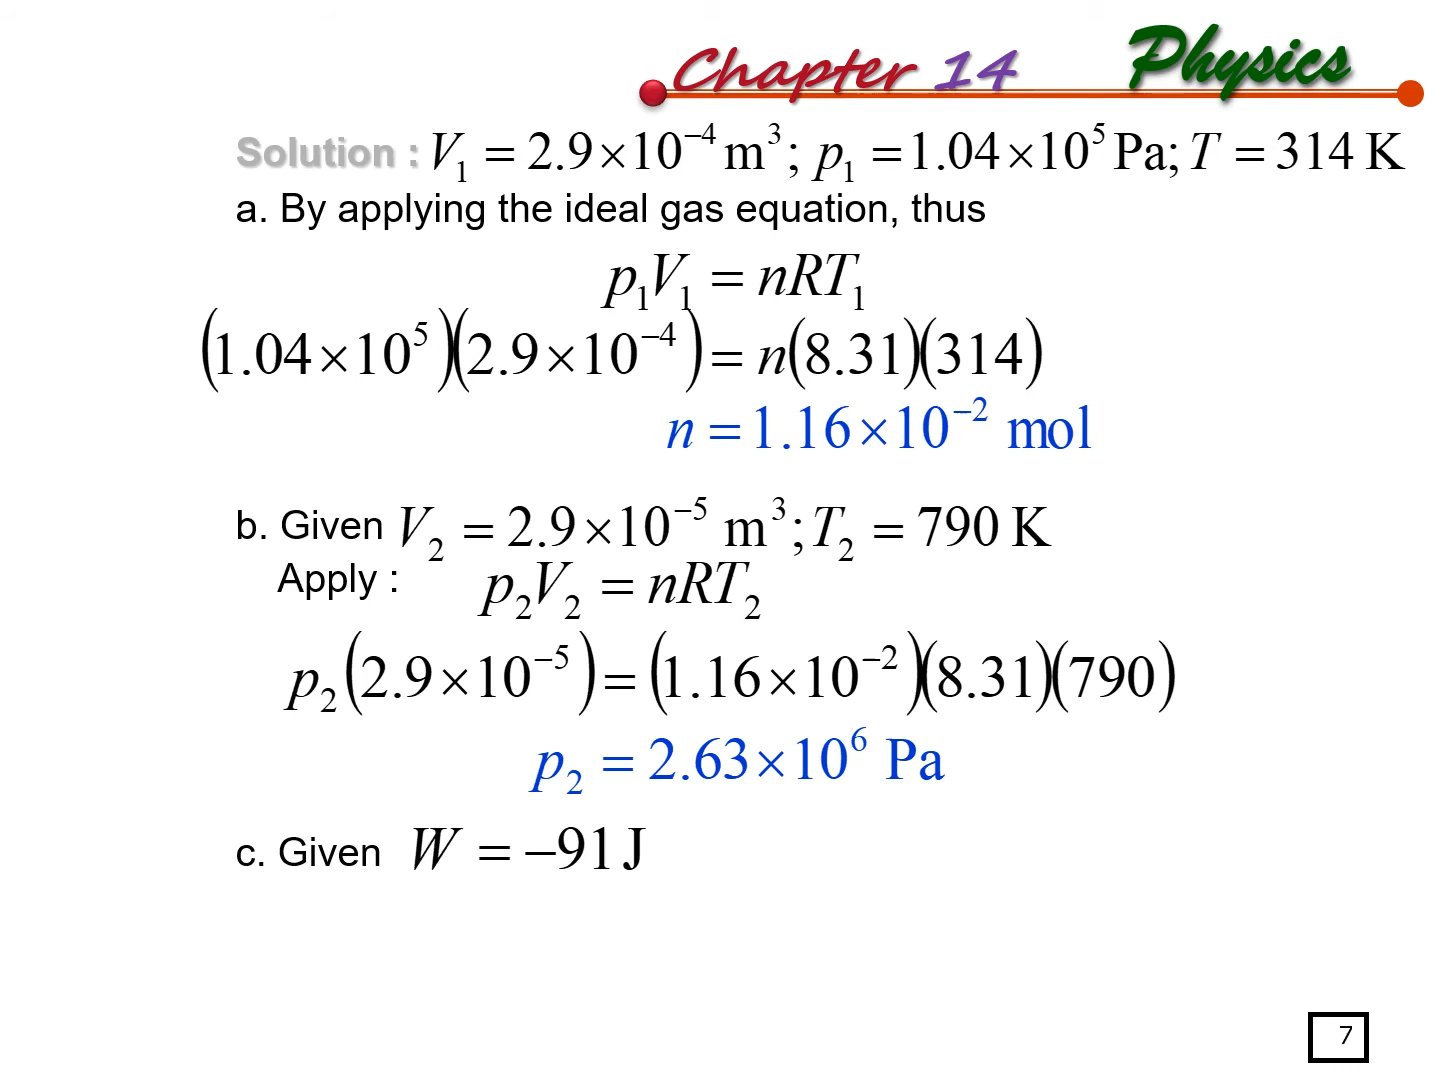 Chapter 14 Physics
Solution : V₁ = 2.9×10⁻⁴ m³; p₁ = 1.04×10⁵ Pa; T = 314 K
a. By applying the ideal gas equation, thus
p₁V₁ = nRT₁
(1.04×10⁵)(2.9×10⁻⁴) = n(8.31)(314)
n = 1.16×10⁻² mol
b. Given V₂ = 2.9×10⁻⁵ m³; T₂ = 790 K
Apply : p₂V₂ = nRT₂
p₂(2.9×10⁻⁵) = (1.16×10⁻²)(8.31)(790)
p₂ = 2.63×10⁶ Pa
c. Given W = −91 J
7